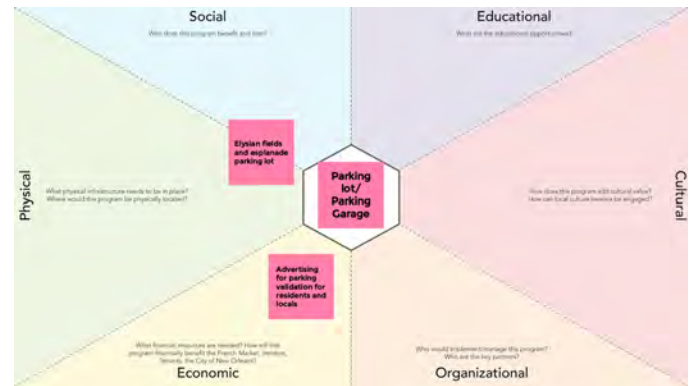 Social
Who does this program benefit and how?
Educational
What are the educational opportunities?
Elysian fields
and esplanade
parking lot
Parking
lot/
Parking
Garage
Physical
What physical infrastructure needs to be in place?
Where would this program be physically located?
Cultural
How does this program add cultural value?
How can local culture bearers be engaged?
Advertising
for parking
validation for
residents and
locals
What financial resources are needed? How will this
program financially benefit the French Market, Vendors,
Tenants, the City of New Orleans?
Economic
Who would implement/manage this program?
Who are the key partners?
Organizational